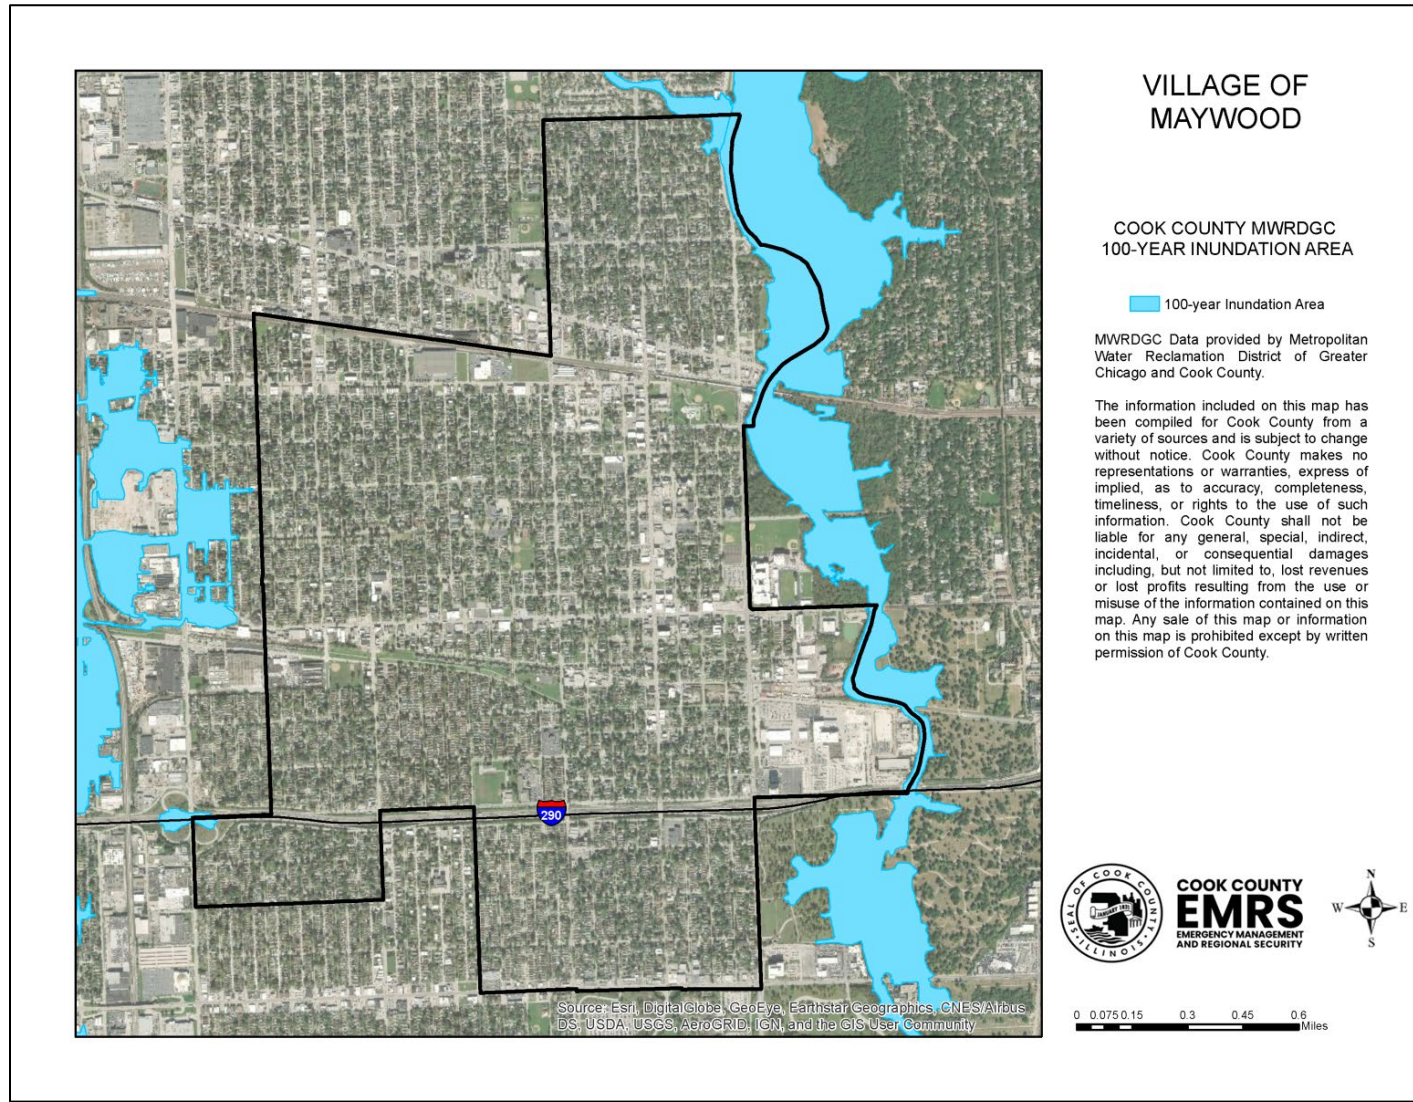 VILLAGE OF
MAYWOOD
COOK COUNTY MWRDGC
100-YEAR INUNDATION AREA
100-year Inundation Area
MWRDGC Data provided by Metropolitan
Water Reclamation District of Greater
Chicago and Cook County.
The information included on this map has
been compiled for Cook County from a
variety of sources and is subject to change
without notice. Cook County makes no
representations or warranties, express of
implied, as to accuracy, completeness,
timeliness, or rights to the use of such
information. Cook County shall not be
liable for any general, special, indirect,
incidental, or consequential damages
including, but not limited to, lost revenues
or lost profits resulting from the use or
misuse of the information contained on this
map. Any sale of this map or information
on this map is prohibited except by written
permission of Cook County.
290
SEAL OF COOK COUNTY
JANUARY 1831
ILLINOIS
COOK COUNTY
EMRS
EMERGENCY MANAGEMENT
AND REGIONAL SECURITY
N
W E
S
Source: Esri, DigitalGlobe, GeoEye, Earthstar Geographics, CNES/Airbus
DS, USDA, USGS, AeroGRID, IGN, and the GIS User Community
0 0.075 0.15 0.3 0.45 0.6
Miles